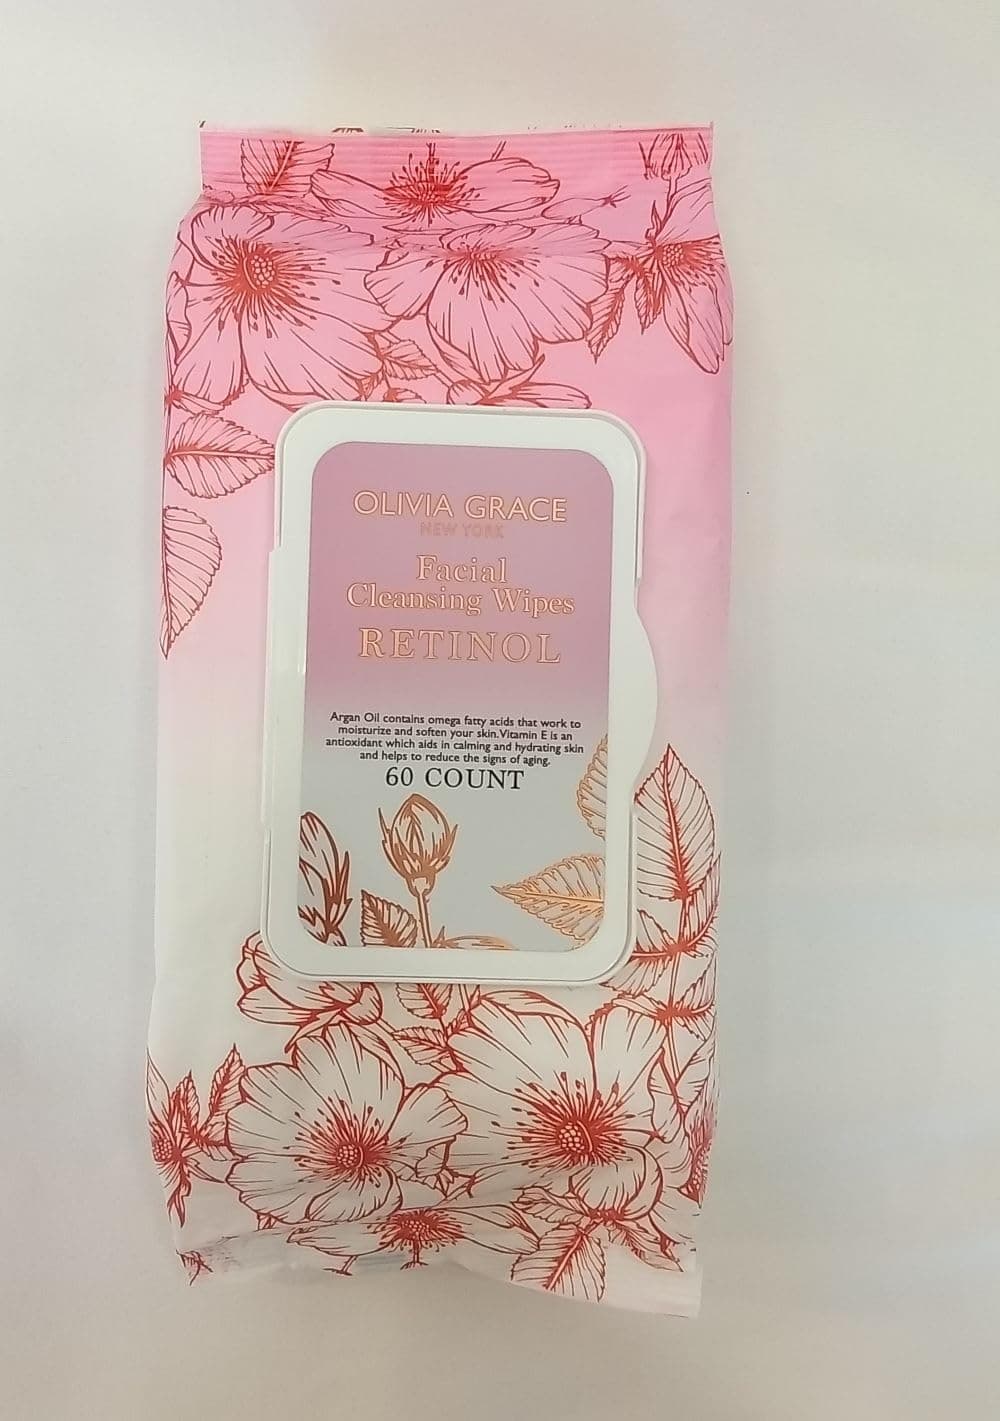 OLIVIA GRACE
NEW YORK
Facial
Cleansing Wipes
RETINOL
Argan Oil contains omega fatty acids that work to
moisturize and soften your skin.Vitamin E is an
antioxidant which aids in calming and hydrating skin
and helps to reduce the signs of aging.
60 COUNT